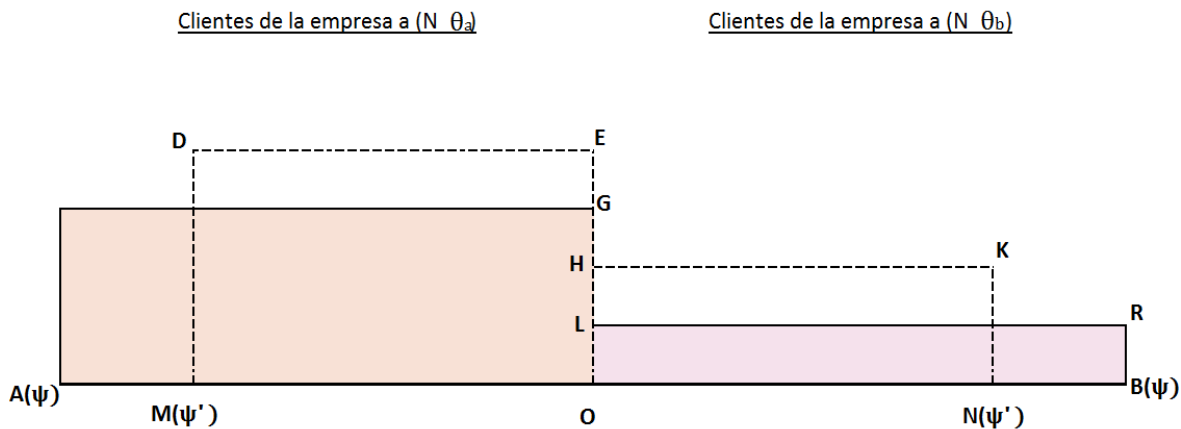 Clientes de la empresa a (N θa)
Clientes de la empresa a (N θb)
D
E
G
H
K
L
R
A(ψ)
B(ψ)
M(ψ')
O
N(ψ')